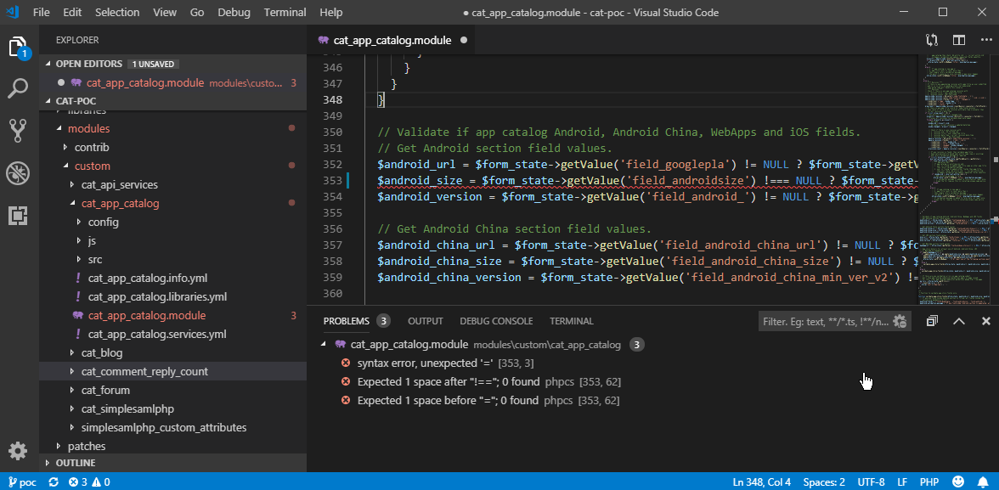 File Edit Selection View Go Debug Terminal Help
● cat_app_catalog.module - cat-poc - Visual Studio Code
1
EXPLORER
OPEN EDITORS 1 UNSAVED
cat_app_catalog.module modules\custo... 3
CAT-POC
libraries
modules
contrib
custom
cat_api_services
cat_app_catalog
config
js
src
! cat_app_catalog.info.yml
! cat_app_catalog.libraries.yml
cat_app_catalog.module 3
! cat_app_catalog.services.yml
cat_blog
cat_comment_reply_count
cat_forum
cat_simplesamlphp
simplesamlphp_custom_attributes
patches
OUTLINE
cat_app_catalog.module ●
346 }
347 }
348 }
349
350 // Validate if app catalog Android, Android China, WebApps and iOS fields.
351 // Get Android section field values.
352 $android_url = $form_state->getValue('field_googlepla') != NULL ? $form_state->getV
353 $android_size = $form_state->getValue('field_androidsize') !=== NULL ? $form_state-
354 $android_version = $form_state->getValue('field_android_') != NULL ? $form_state->g
355
356 // Get Android China section field values.
357 $android_china_url = $form_state->getValue('field_android_china_url') != NULL ? $fo
358 $android_china_size = $form_state->getValue('field_android_china_size') != NULL ? $
359 $android_china_version = $form_state->getValue('field_android_china_min_ver_v2') !=
360
PROBLEMS 3 OUTPUT DEBUG CONSOLE TERMINAL
Filter. Eg: text, **/*.ts, !**/n...
cat_app_catalog.module modules\custom\cat_app_catalog 3
syntax error, unexpected '=' [353, 3]
Expected 1 space after "!=="; 0 found phpcs [353, 62]
Expected 1 space before "="; 0 found phpcs [353, 62]
poc 3 0
Ln 348, Col 4 Spaces: 2 UTF-8 LF PHP